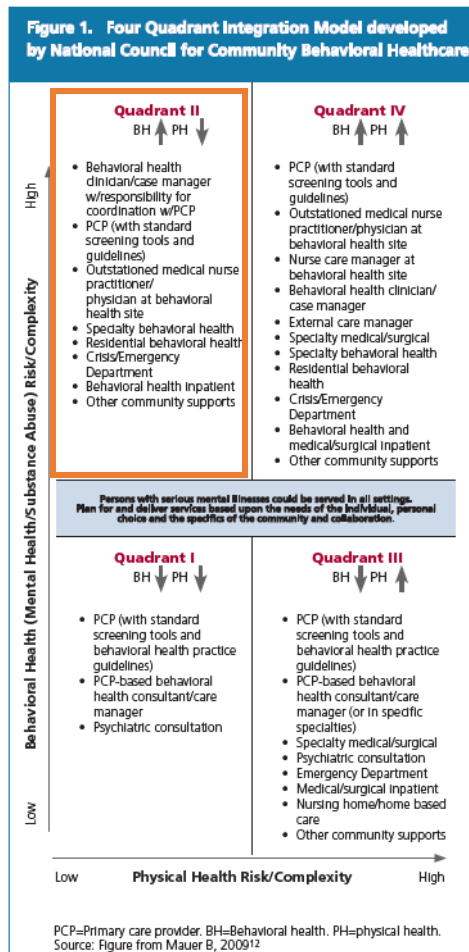 Figure 1.   Four Quadrant Integration Model developed
by National Council for Community Behavioral Healthcare
Behavioral Health (Mental Health/Substance Abuse) Risk/Complexity
High
Low
Quadrant II
BH PH
• Behavioral health
clinician/case manager
w/responsibility for
coordination w/PCP
• PCP (with standard
screening tools and
guidelines)
• Outstationed medical nurse
practitioner/
physician at behavioral
health site
• Specialty behavioral health
• Residential behavioral health
• Crisis/Emergency
Department
• Behavioral health inpatient
• Other community supports
Quadrant IV
BH PH
• PCP (with standard
screening tools and
guidelines)
• Outstationed medical nurse
practitioner/physician at
behavioral health site
• Nurse care manager at
behavioral health site
• Behavioral health clinician/
case manager
• External care manager
• Specialty medical/surgical
• Specialty behavioral health
• Residential behavioral
health
• Crisis/Emergency
Department
• Behavioral health and
medical/surgical inpatient
• Other community supports
Persons with serious mental illnesses could be served in all settings.
Plan for and deliver services based upon the needs of the individual, personal
choice and the specifics of the community and collaboration.
Quadrant I
BH PH
• PCP (with standard
screening tools and
behavioral health practice
guidelines)
• PCP-based behavioral
health consultant/care
manager
• Psychiatric consultation
Quadrant III
BH PH
• PCP (with standard
screening tools and
behavioral health practice
guidelines)
• PCP-based behavioral
health consultant/care
manager (or in specific
specialties)
• Specialty medical/surgical
• Psychiatric consultation
• Emergency Department
• Medical/surgical inpatient
• Nursing home/home based
care
• Other community supports
Low Physical Health Risk/Complexity High
PCP=Primary care provider. BH=Behavioral health. PH=physical health.
Source: Figure from Mauer B, 2009¹²